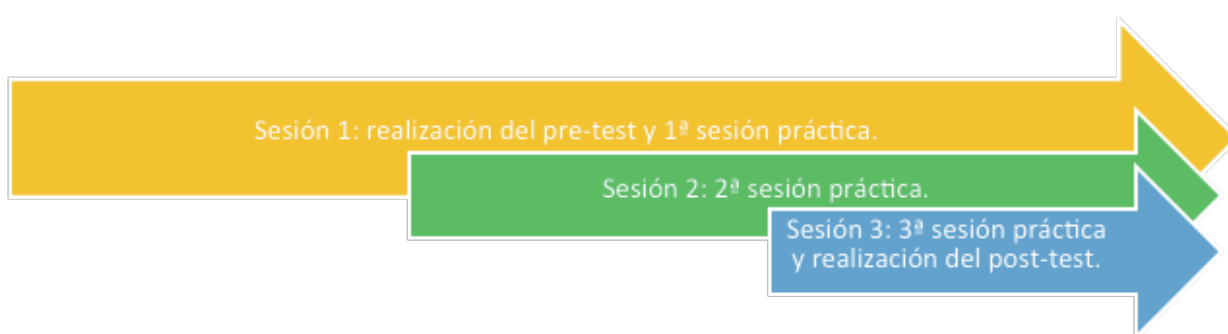 Sesión 1: realización del pre-test y 1ª sesión práctica.
Sesión 2: 2ª sesión práctica.
Sesión 3: 3ª sesión práctica
y realización del post-test.